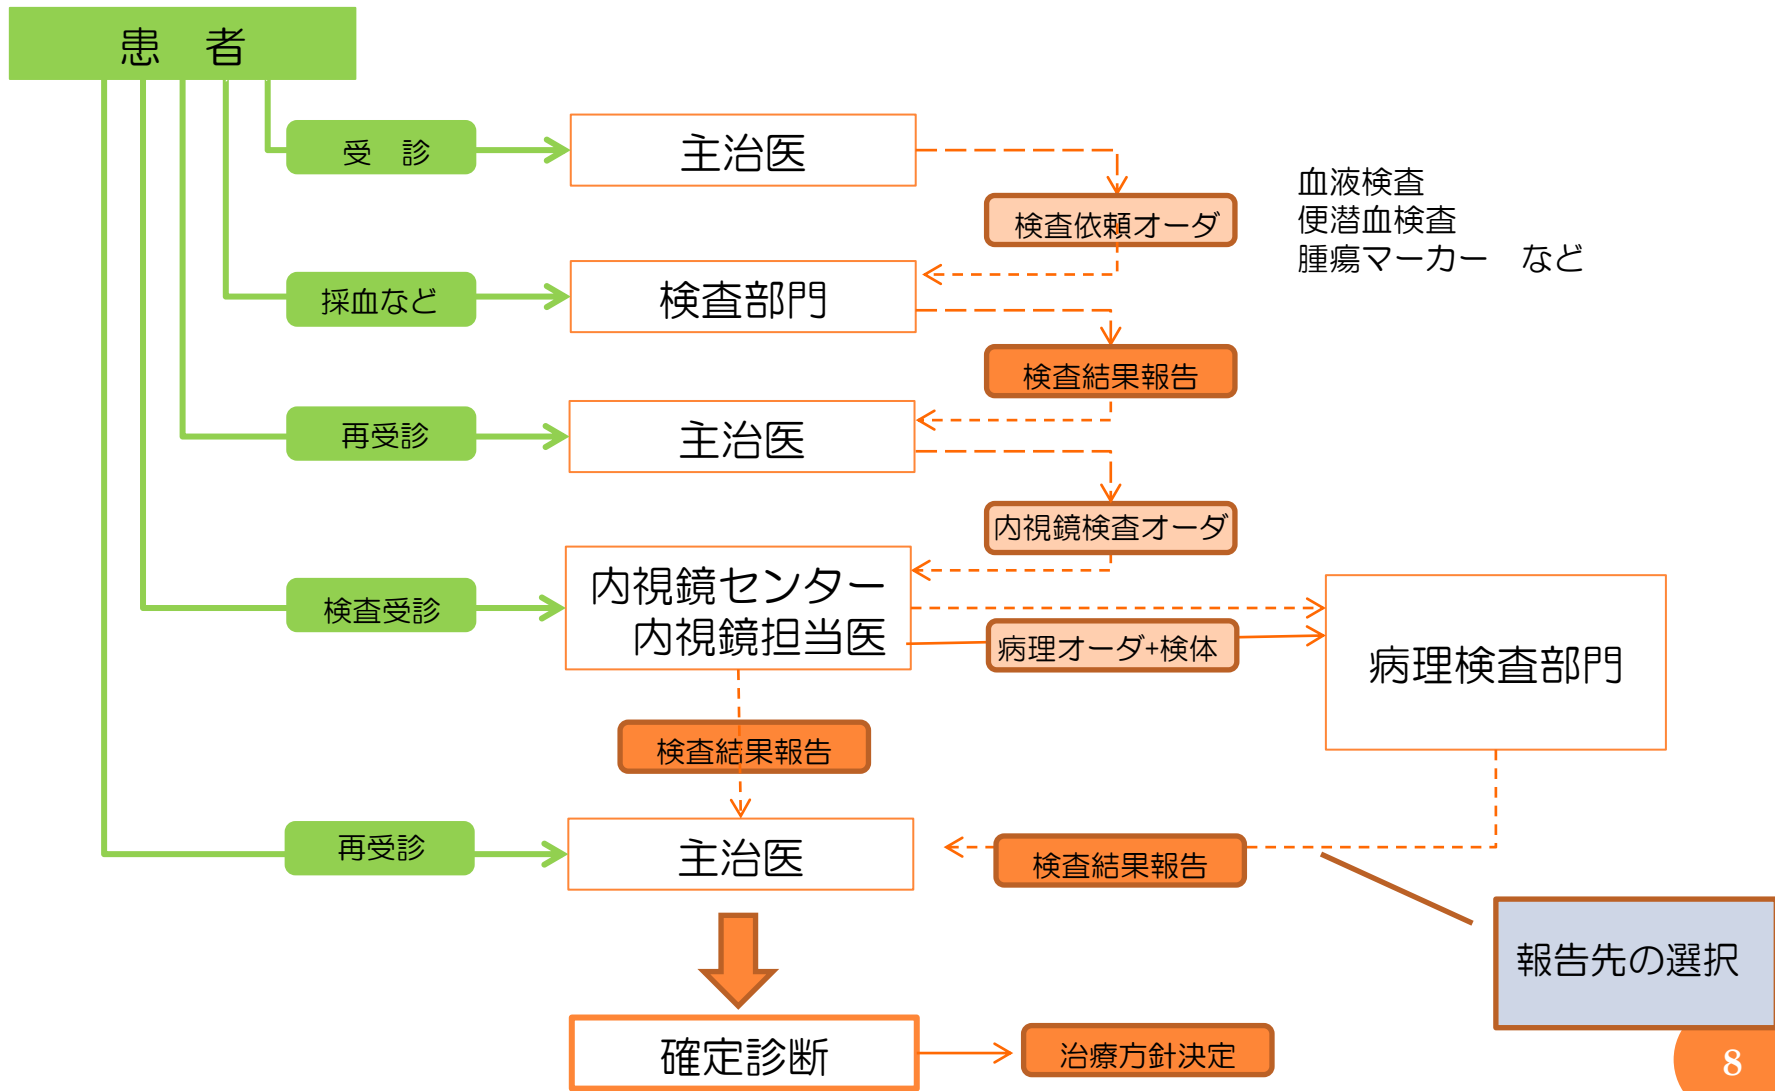 患　者
受　診
主治医
検査依頼オーダ
血液検査
便潜血検査
腫瘍マーカー　など
採血など
検査部門
検査結果報告
再受診
主治医
内視鏡検査オーダ
検査受診
内視鏡センター
内視鏡担当医
病理オーダ+検体
病理検査部門
検査結果報告
再受診
主治医
検査結果報告
報告先の選択
確定診断
治療方針決定
8